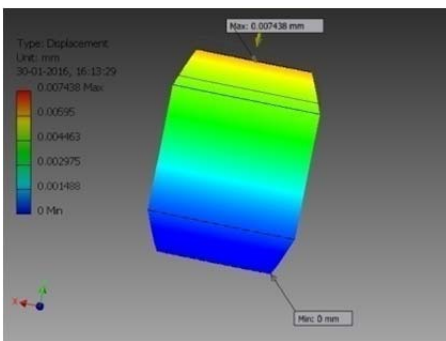 Max: 0.007438 mm
Type: Displacement
Unit: mm
30-01-2016, 16:13:29
0.007438 Max
0.00595
0.004463
0.002975
0.001488
0 Min
X
Min: 0 mm